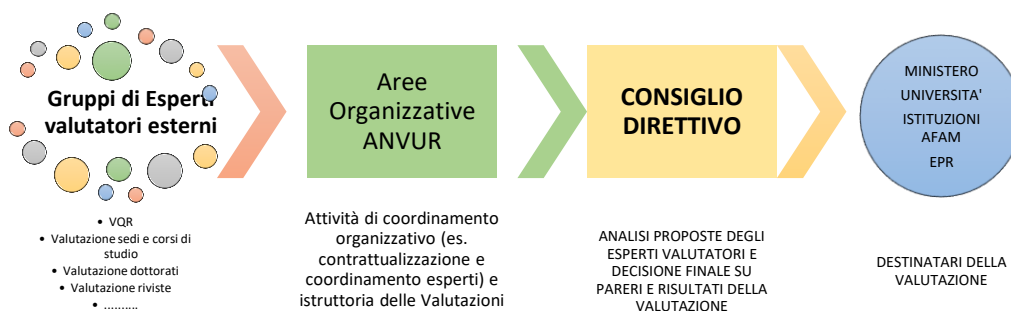 Gruppi di Esperti
valutatori esterni
• VQR
• Valutazione sedi e corsi di
studio
• Valutazione dottorati
• Valutazione riviste
• ..........
Aree
Organizzative
ANVUR
Attività di coordinamento
organizzativo (es.
contrattualizzazione e
coordinamento esperti) e
istruttoria delle Valutazioni
CONSIGLIO
DIRETTIVO
ANALISI PROPOSTE DEGLI
ESPERTI VALUTATORI E
DECISIONE FINALE SU
PARERI E RISULTATI DELLA
VALUTAZIONE
MINISTERO
UNIVERSITA'
ISTITUZIONI
AFAM
EPR
DESTINATARI DELLA
VALUTAZIONE